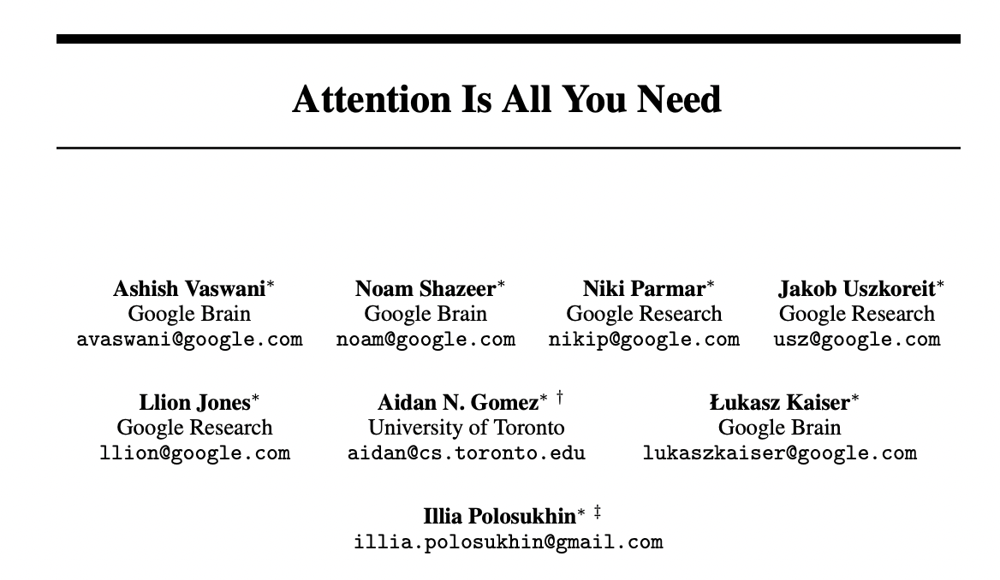 Attention Is All You Need
Ashish Vaswani* Noam Shazeer* Niki Parmar* Jakob Uszkoreit*
Google Brain Google Brain Google Research Google Research
avaswani@google.com noam@google.com nikip@google.com usz@google.com
Llion Jones* Aidan N. Gomez* † Łukasz Kaiser*
Google Research University of Toronto Google Brain
llion@google.com aidan@cs.toronto.edu lukaszkaiser@google.com
Illia Polosukhin* ‡
illia.polosukhin@gmail.com